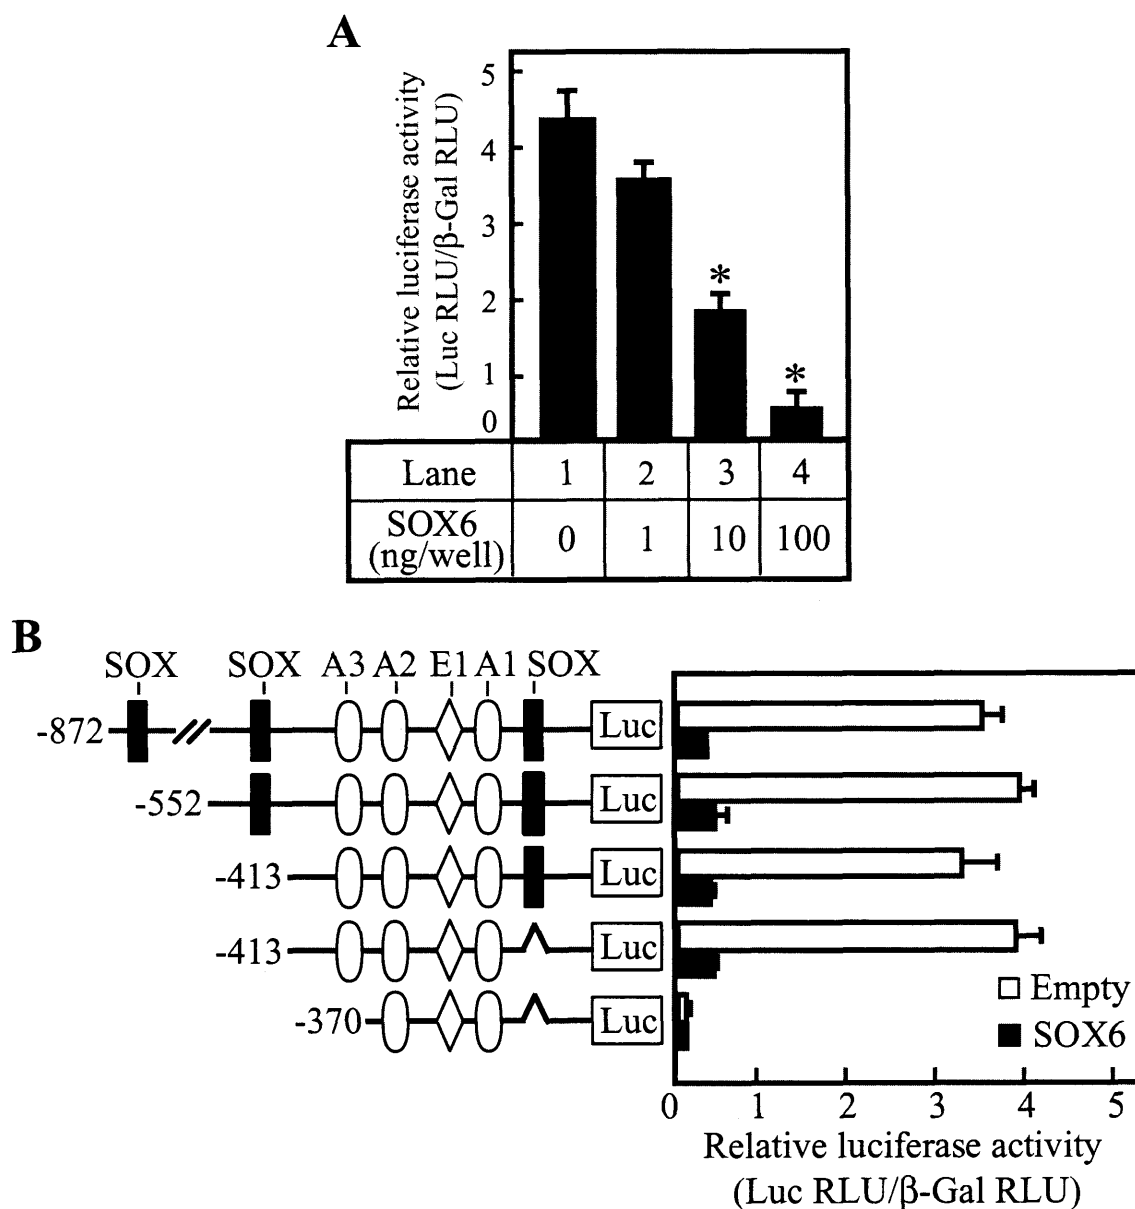 A
Relative luciferase activity
(Luc RLU/β-Gal RLU)
5
4
3
2
1
0
*
*
Lane 1 2 3 4
SOX6
(ng/well) 0 1 10 100
B
SOX SOX A3 A2 E1 A1 SOX
-872 Luc
-552 Luc
-413 Luc
-413 Luc
-370 Luc
Empty
SOX6
0 1 2 3 4 5
Relative luciferase activity
(Luc RLU/β-Gal RLU)